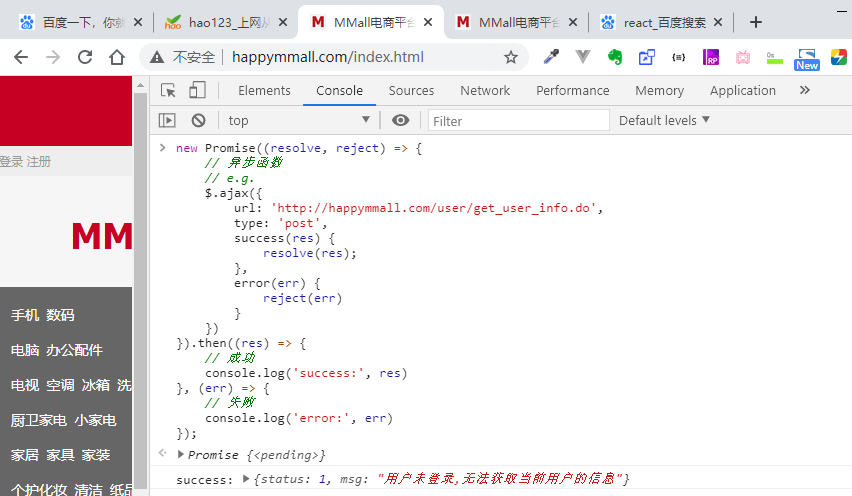 百度一下，你就
hao123_上网从
MMall电商平台
MMall电商平台
react_百度搜索
不安全 | happymmall.com/index.html
New
Elements Console Sources Network Performance Memory Application
top Filter Default levels
登录 注册
MM
手机 数码
电脑 办公配件
电视 空调 冰箱 洗
厨卫家电 小家电
家居 家具 家装
个护化妆 清洁 纸品
new Promise((resolve, reject) => {
// 异步函数
// e.g.
$.ajax({
url: 'http://happymmall.com/user/get_user_info.do',
type: 'post',
success(res) {
resolve(res);
},
error(err) {
reject(err)
}
})
}).then((res) => {
// 成功
console.log('success:', res)
}, (err) => {
// 失败
console.log('error:', err)
});
Promise {<pending>}
success: {status: 1, msg: "用户未登录,无法获取当前用户的信息"}